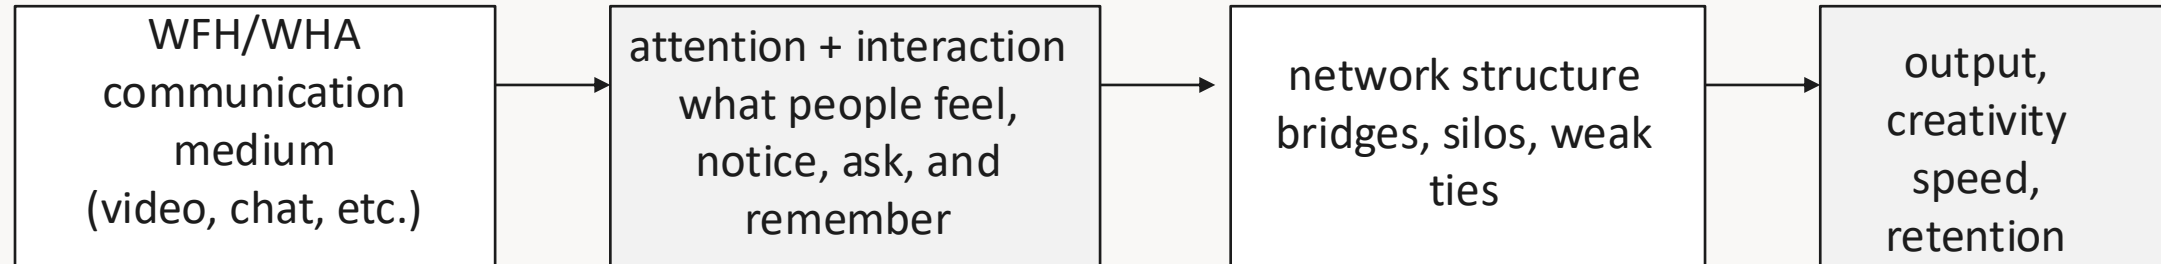 WFH/WHA
communication
medium
(video, chat, etc.)
attention + interaction
what people feel,
notice, ask, and
remember
network structure
bridges, silos, weak
ties
output,
creativity
speed,
retention